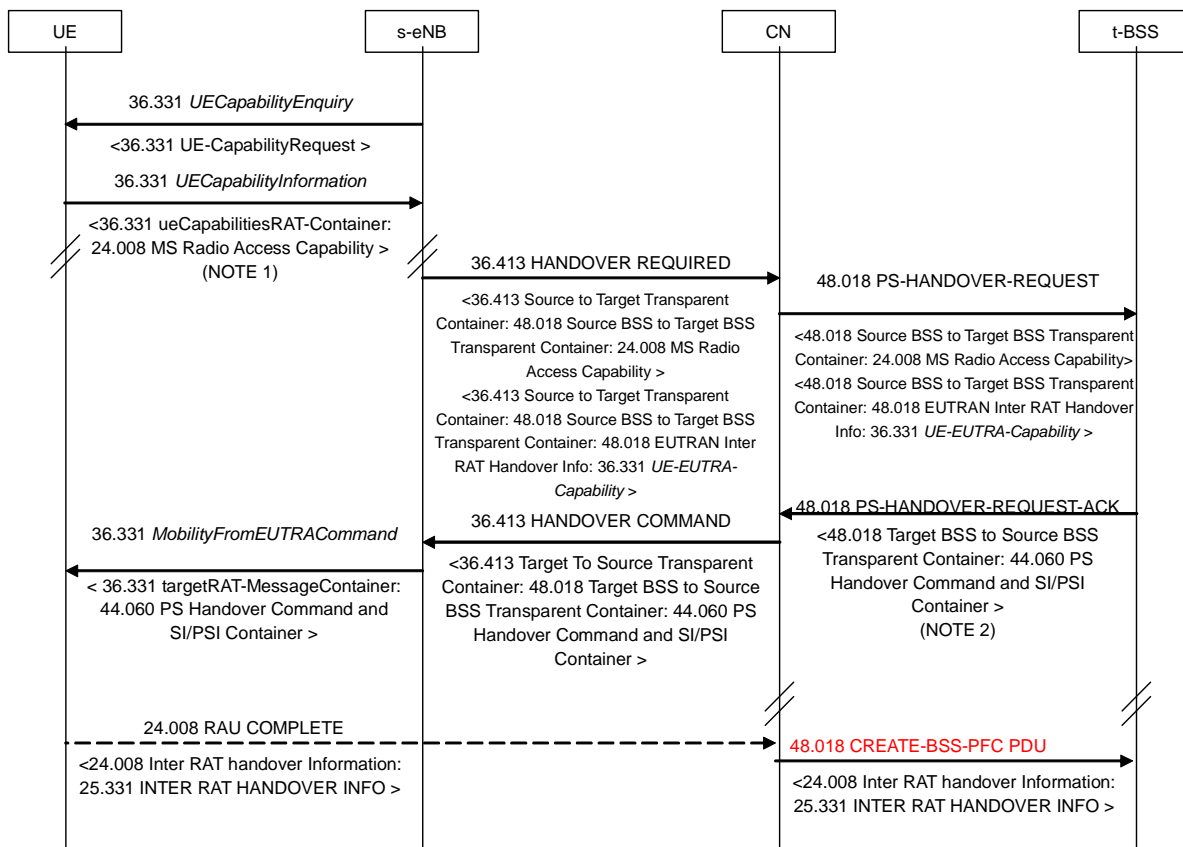 UE
s-eNB
CN
t-BSS
36.331 UECapabilityEnquiry
<36.331 UE-CapabilityRequest >
36.331 UECapabilityInformation
<36.331 ueCapabilitiesRAT-Container:
24.008 MS Radio Access Capability >
(NOTE 1)
36.413 HANDOVER REQUIRED
<36.413 Source to Target Transparent
Container: 48.018 Source BSS to Target BSS
Transparent Container: 24.008 MS Radio
Access Capability >
<36.413 Source to Target Transparent
Container: 48.018 Source BSS to Target BSS
Transparent Container: 48.018 EUTRAN Inter
RAT Handover Info: 36.331 UE-EUTRA-
Capability >
48.018 PS-HANDOVER-REQUEST
<48.018 Source BSS to Target BSS Transparent
Container: 24.008 MS Radio Access Capability>
<48.018 Source BSS to Target BSS Transparent
Container: 48.018 EUTRAN Inter RAT Handover
Info: 36.331 UE-EUTRA-Capability >
48.018 PS-HANDOVER-REQUEST-ACK
<48.018 Target BSS to Source BSS
Transparent Container: 44.060 PS
Handover Command and SI/PSI
Container >
(NOTE 2)
36.413 HANDOVER COMMAND
<36.413 Target To Source Transparent
Container: 48.018 Target BSS to Source
BSS Transparent Container: 44.060 PS
Handover Command and SI/PSI
Container >
36.331 MobilityFromEUTRACommand
< 36.331 targetRAT-MessageContainer:
44.060 PS Handover Command and
SI/PSI Container >
24.008 RAU COMPLETE
<24.008 Inter RAT handover Information:
25.331 INTER RAT HANDOVER INFO >
48.018 CREATE-BSS-PFC PDU
<24.008 Inter RAT handover Information:
25.331 INTER RAT HANDOVER INFO >